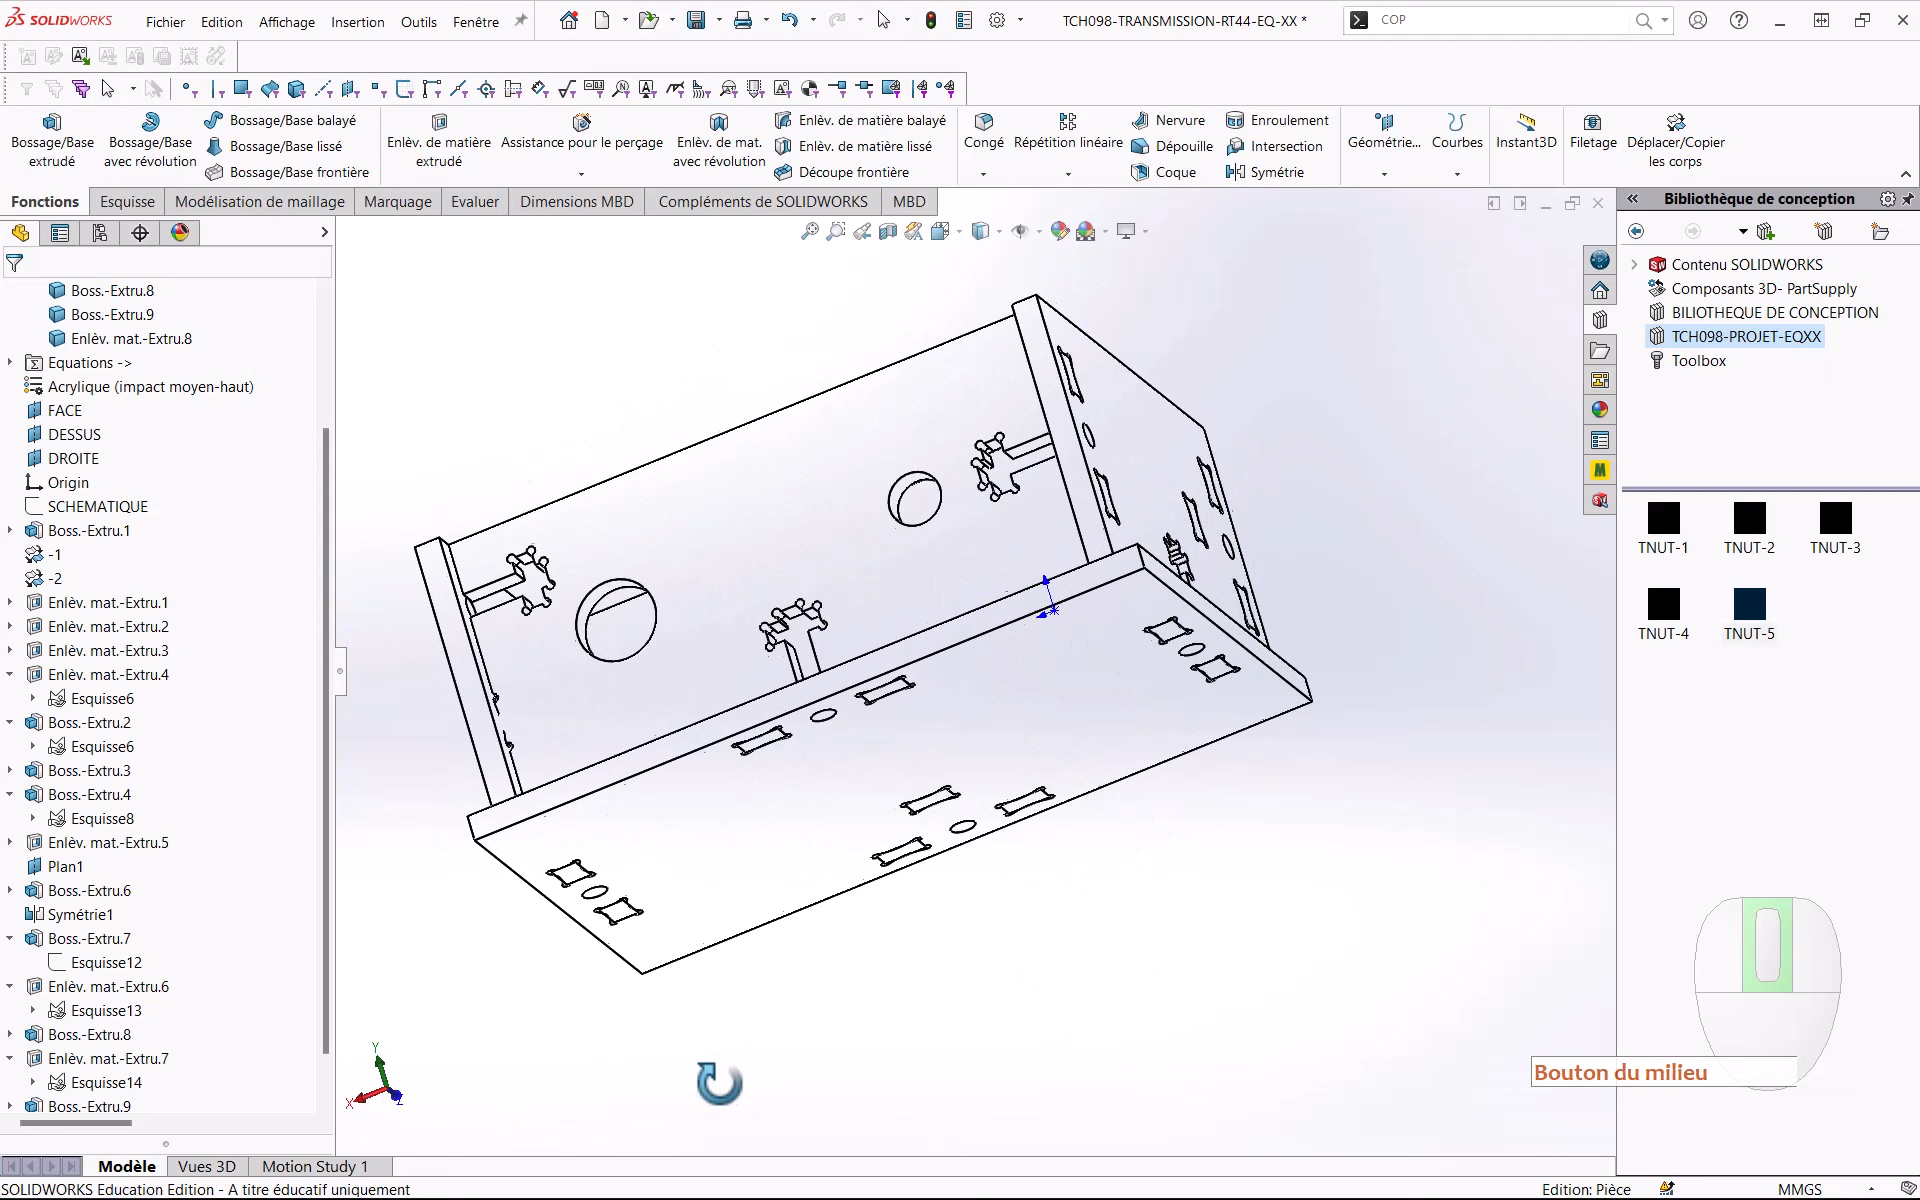 SOLIDWORKS
Fichier Edition Affichage Insertion Outils Fenêtre
TCH098-TRANSMISSION-RT44-EQ-XX *
COP
Bossage/Base extrudé
Bossage/Base avec révolution
Bossage/Base balayé
Bossage/Base lissé
Bossage/Base frontière
Enlèv. de matière extrudé
Assistance pour le perçage
Enlèv. de mat. avec révolution
Enlèv. de matière balayé
Enlèv. de matière lissé
Découpe frontière
Congé
Répétition linéaire
Nervure
Dépouille
Coque
Enroulement
Intersection
Symétrie
Géométrie...
Courbes
Instant3D
Filetage
Déplacer/Copier les corps
Fonctions Esquisse Modélisation de maillage Marquage Evaluer Dimensions MBD Compléments de SOLIDWORKS MBD
Boss.-Extru.8
Boss.-Extru.9
Enlèv. mat.-Extru.8
Equations ->
Acrylique (impact moyen-haut)
FACE
DESSUS
DROITE
Origin
SCHEMATIQUE
Boss.-Extru.1
-1
-2
Enlèv. mat.-Extru.1
Enlèv. mat.-Extru.2
Enlèv. mat.-Extru.3
Enlèv. mat.-Extru.4
Esquisse6
Boss.-Extru.2
Esquisse6
Boss.-Extru.3
Boss.-Extru.4
Esquisse8
Enlèv. mat.-Extru.5
Plan1
Boss.-Extru.6
Symétrie1
Boss.-Extru.7
Esquisse12
Enlèv. mat.-Extru.6
Esquisse13
Boss.-Extru.8
Enlèv. mat.-Extru.7
Esquisse14
Boss.-Extru.9
Y
X
Z
Bibliothèque de conception
Contenu SOLIDWORKS
Composants 3D- PartSupply
BILIOTHEQUE DE CONCEPTION
TCH098-PROJET-EQXX
Toolbox
TNUT-1 TNUT-2 TNUT-3
TNUT-4 TNUT-5
Bouton du milieu
Modèle Vues 3D Motion Study 1
SOLIDWORKS Education Edition - A titre éducatif uniquement
Edition: Pièce
MMGS